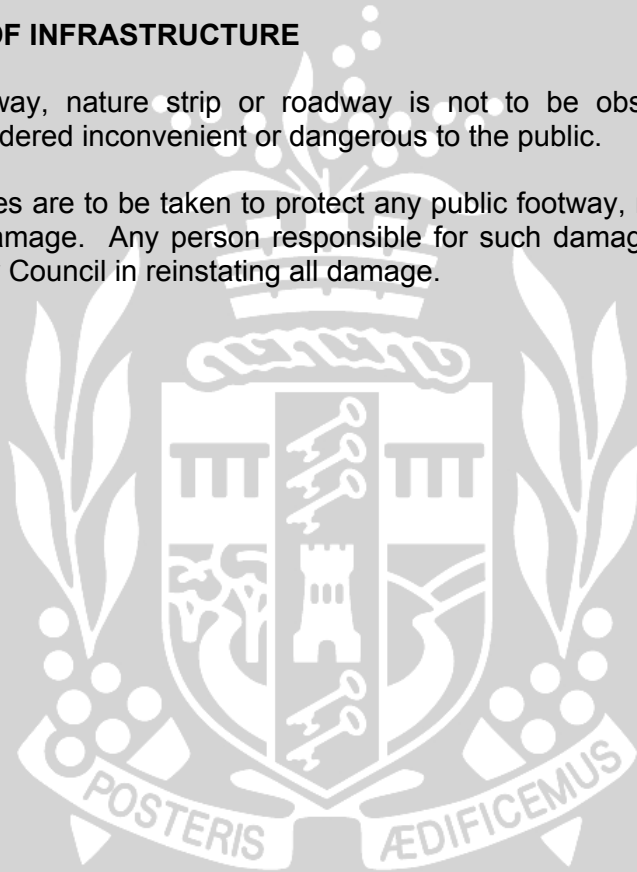 OF INFRASTRUCTURE
way, nature strip or roadway is not to be obs
dered inconvenient or dangerous to the public.
es are to be taken to protect any public footway,
amage. Any person responsible for such damag
Council in reinstating all damage.
POSTERIS ÆDIFICEMUS